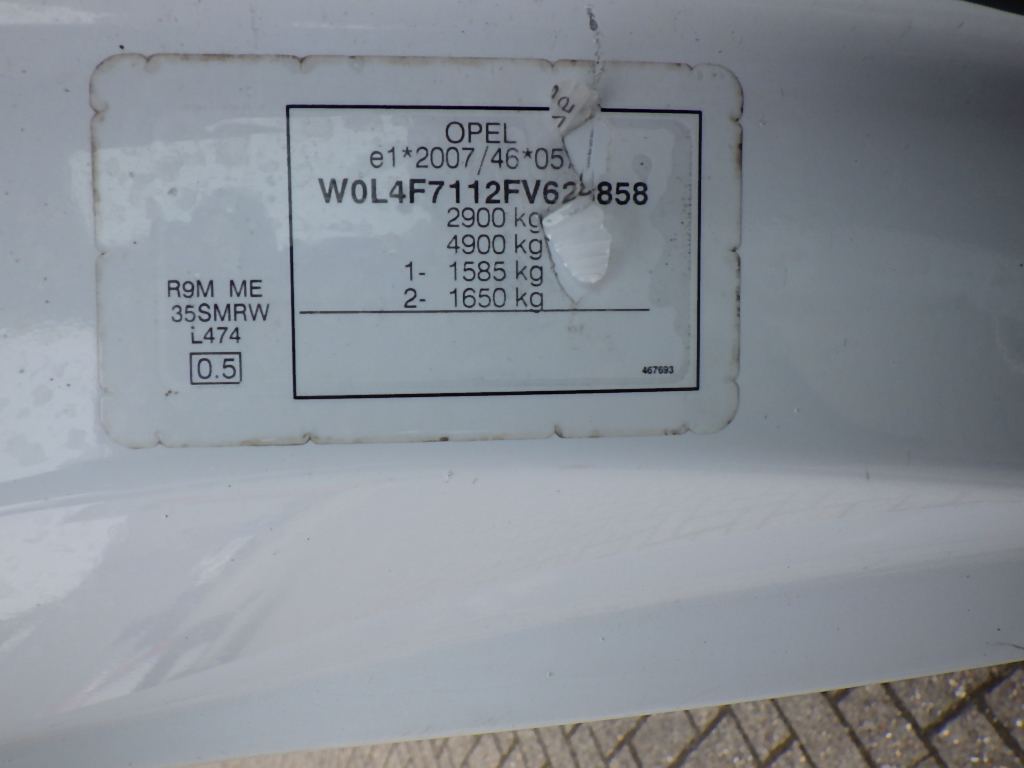 OPEL
2900 kg
4900 kg
1- 1585 kg
2- 1650 kg
R9M ME
35SMRW
L474
0.5
467693